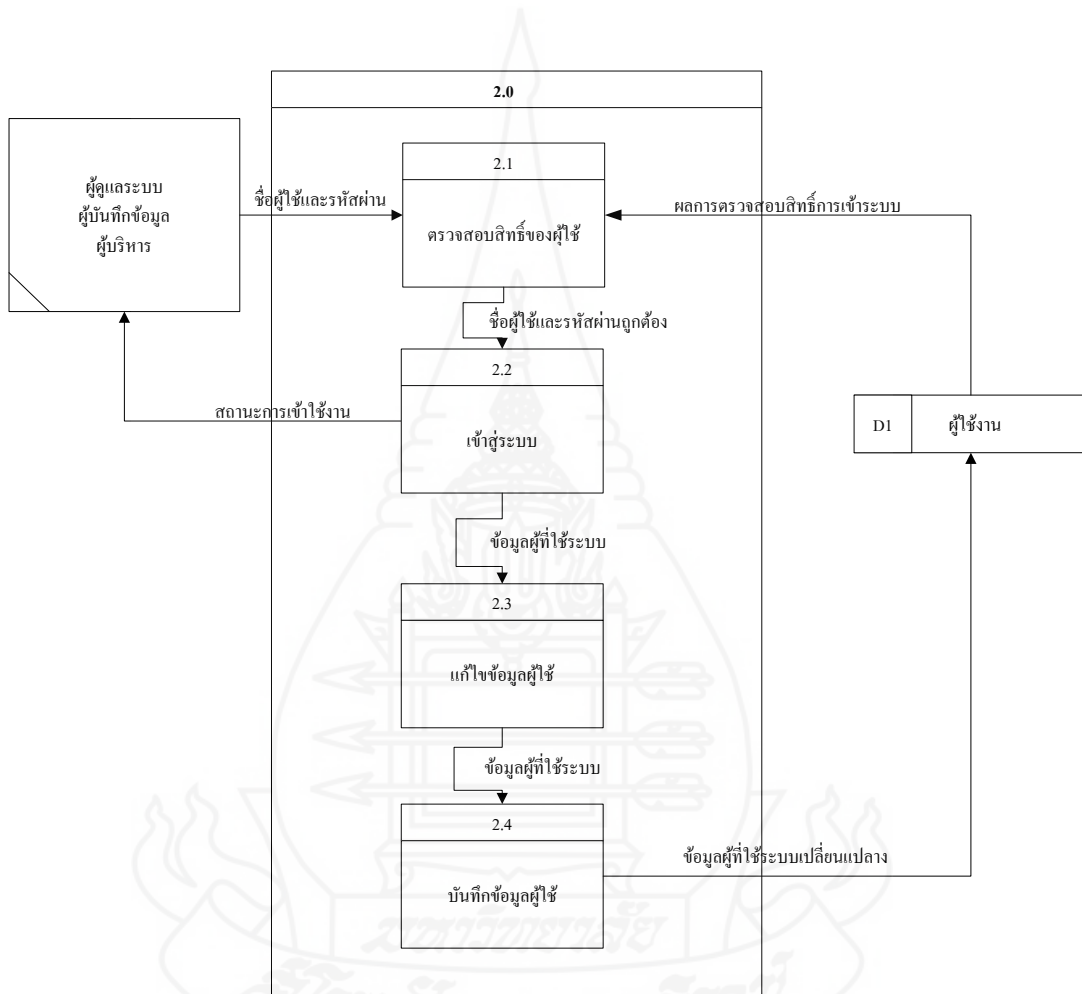 2.0
2.1
ผู้ดูแลระบบ
ผู้บันทึกข้อมูล
ผู้บริหาร
ชื่อผู้ใช้และรหัสผ่าน
ผลการตรวจสอบสิทธิ์การเข้าระบบ
ตรวจสอบสิทธิ์ของผุ้ใช้
ชื่อผู้ใช้และรหัสผ่านถูกต้อง
2.2
สถานะการเข้าใช้งาน
D1
ผู้ใช้งาน
เข้าสู่ระบบ
ข้อมูลผู้ที่ใช้ระบบ
2.3
แก้ไขข้อมูลผู้ใช้
ข้อมูลผู้ที่ใช้ระบบ
2.4
ข้อมูลผู้ที่ใช้ระบบเปลี่ยนแปลาง
บันทึกข้อมูลผู้ใช้
มหาวิทยาลัย